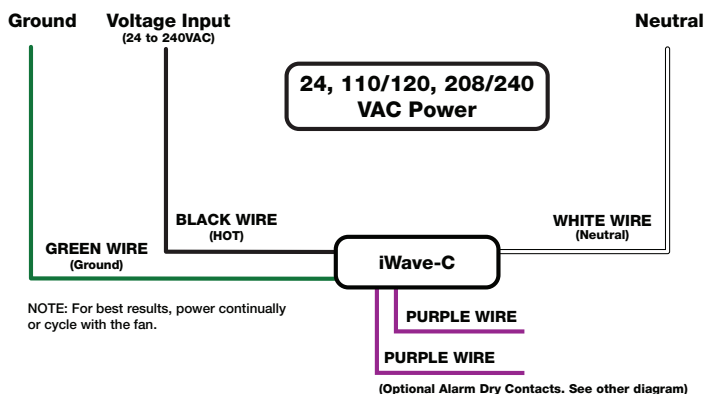 Ground
Voltage Input
(24 to 240VAC)
Neutral
24, 110/120, 208/240
VAC Power
BLACK WIRE
(HOT)
WHITE WIRE
(Neutral)
GREEN WIRE
(Ground)
iWave-C
NOTE: For best results, power continually
or cycle with the fan.
PURPLE WIRE
PURPLE WIRE
(Optional Alarm Dry Contacts. See other diagram)